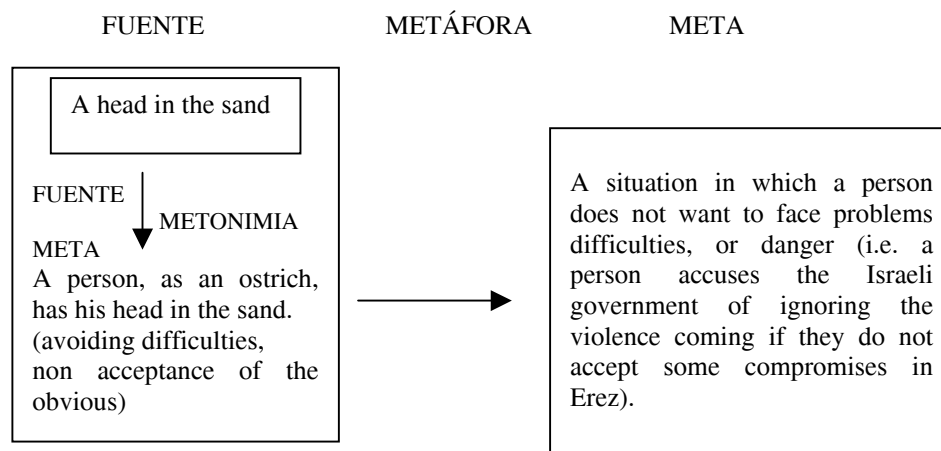 FUENTE METÁFORA META
A head in the sand
FUENTE
METONIMIA
META
A person, as an ostrich,
has his head in the sand.
(avoiding difficulties,
non acceptance of the
obvious)
A situation in which a person
does not want to face problems
difficulties, or danger (i.e. a
person accuses the Israeli
government of ignoring the
violence coming if they do not
accept some compromises in
Erez).